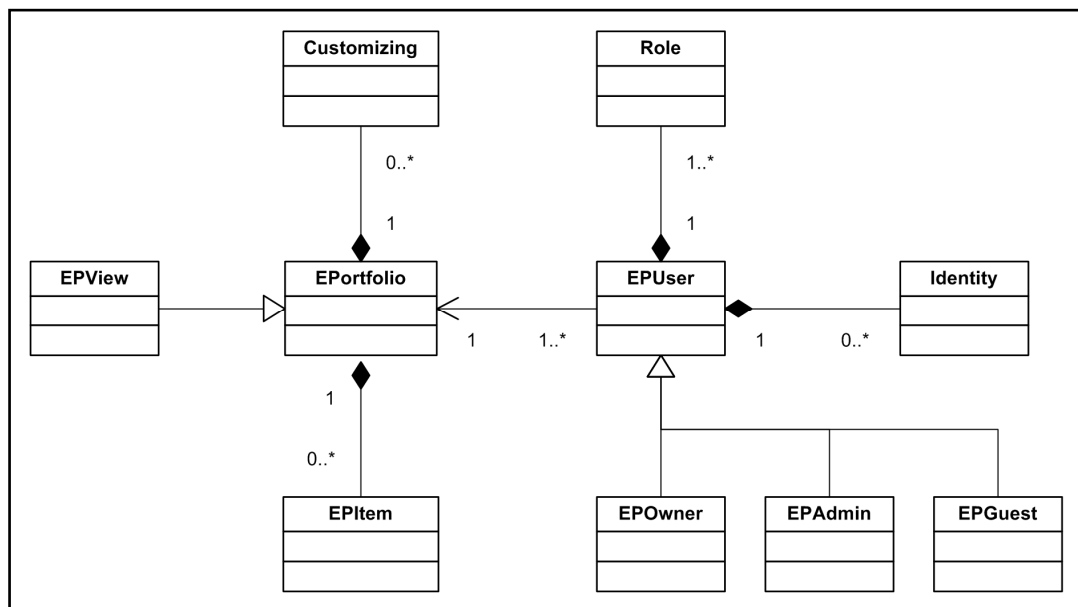 Customizing
Role
0..*
1..*
1
1
EPView
EPortfolio
EPUser
Identity
1
1..*
1
0..*
1
0..*
EPItem
EPOwner
EPAdmin
EPGuest